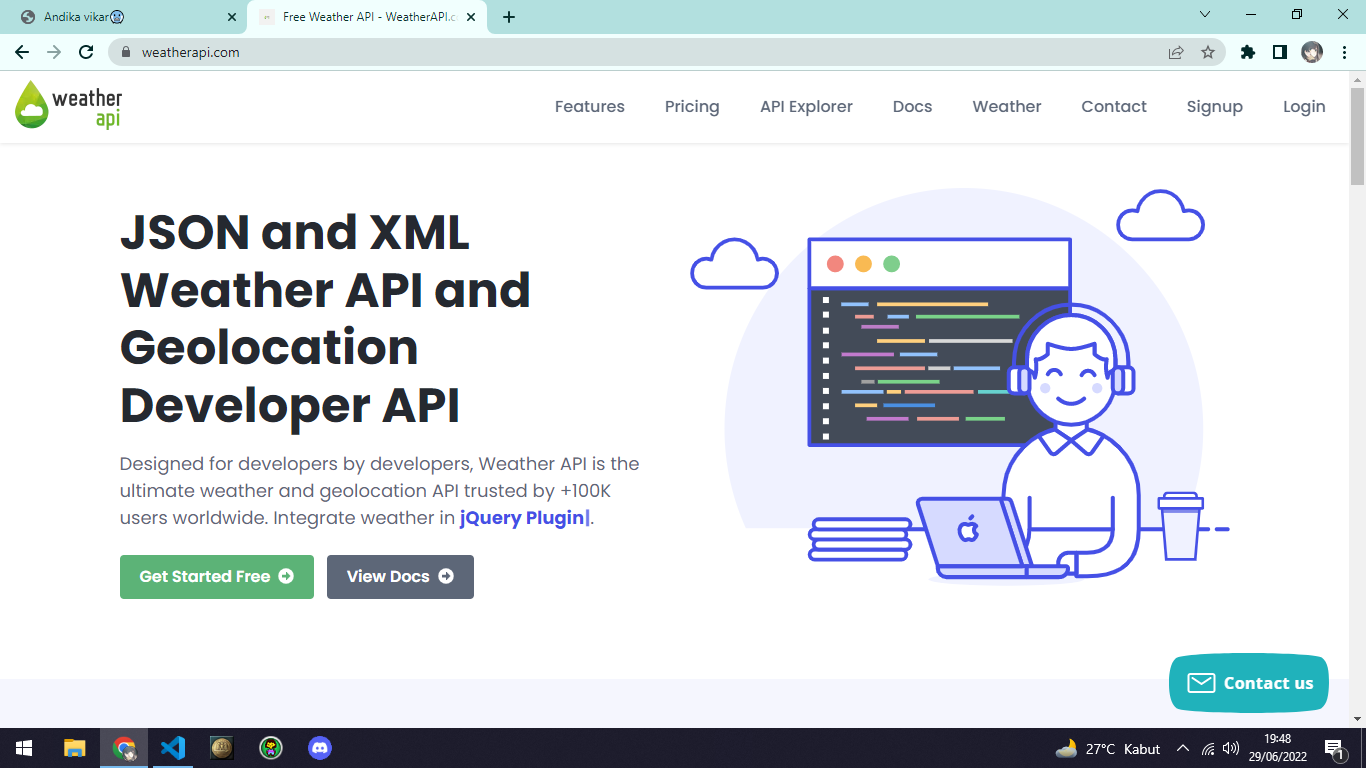 Andika vikar
Free Weather API - WeatherAPI.c
weatherapi.com
weather
api
Features
Pricing
API Explorer
Docs
Weather
Contact
Signup
Login
JSON and XML
Weather API and
Geolocation
Developer API
Designed for developers by developers, Weather API is the
ultimate weather and geolocation API trusted by +100K
users worldwide. Integrate weather in jQuery Plugin|.
Get Started Free
View Docs
Contact us
27°C Kabut
19:48
29/06/2022
1